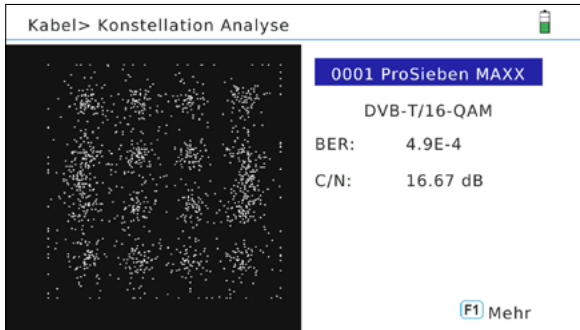 Kabel> Konstellation Analyse
0001 ProSieben MAXX
DVB-T/16-QAM
BER: 4.9E-4
C/N: 16.67 dB
F1 Mehr